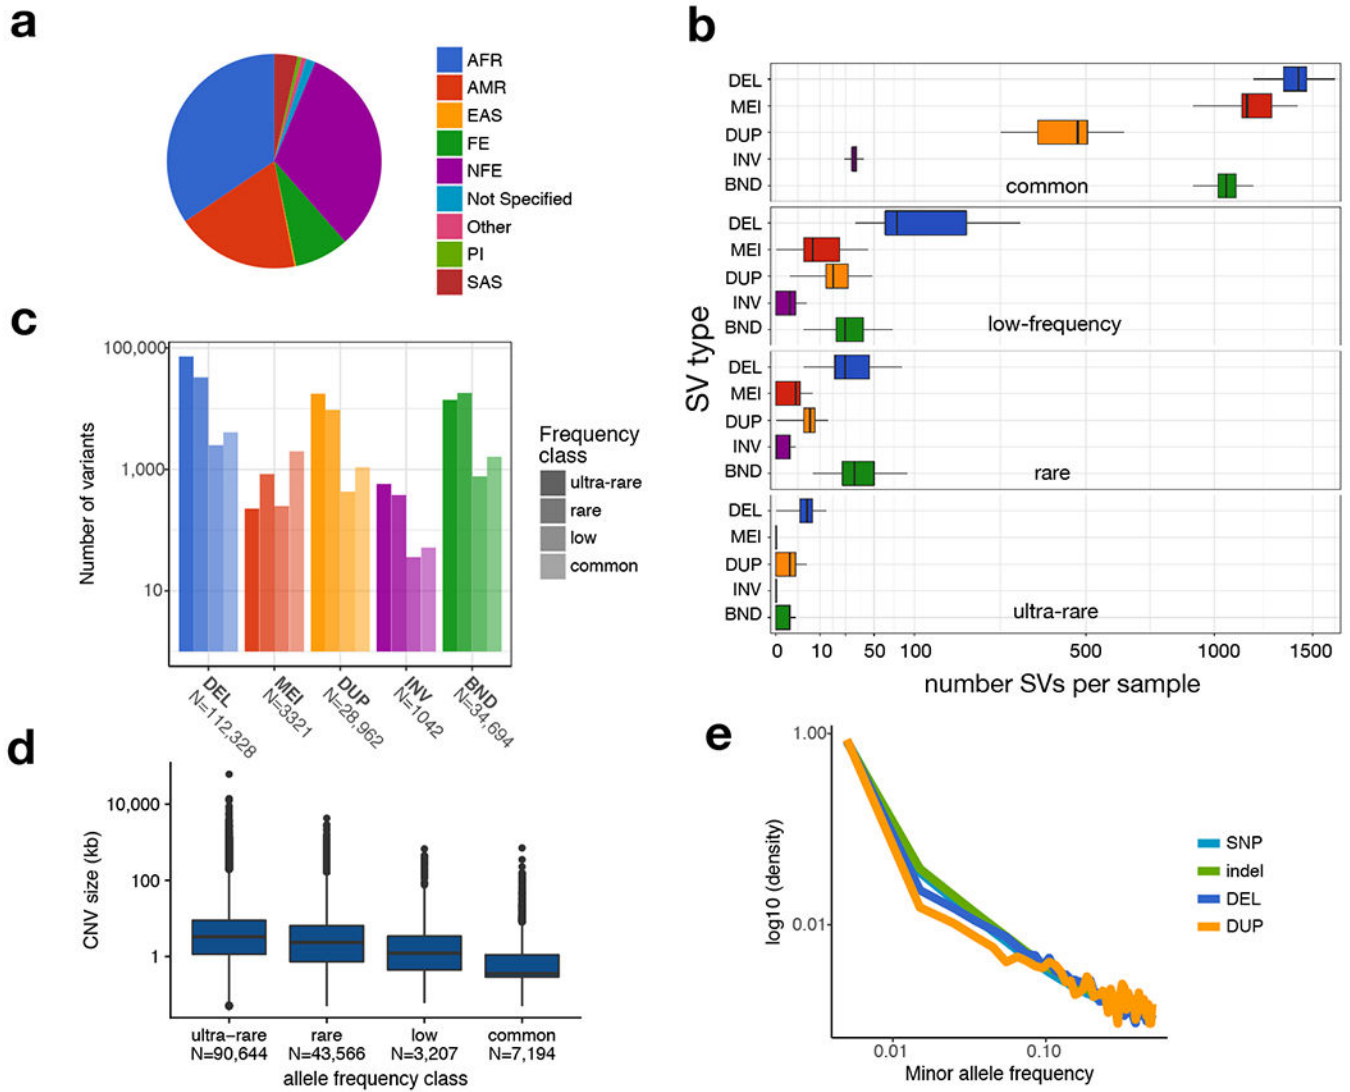 a
AFR
AMR
EAS
FE
NFE
Not Specified
Other
PI
SAS
b
SV type
DEL
MEI
DUP
INV
BND
common
DEL
MEI
DUP
INV
BND
low-frequency
DEL
MEI
DUP
INV
BND
rare
DEL
MEI
DUP
INV
BND
ultra-rare
0 10 50 100 500 1000 1500
number SVs per sample
c
Number of variants
100,000
1,000
10
DEL
N=112,328
MEI
N=3321
DUP
N=28,962
INV
N=1042
BND
N=34,694
Frequency
class
ultra-rare
rare
low
common
d
CNV size (kb)
10,000
100
1
ultra-rare rare low common
N=90,644 N=43,566 N=3,207 N=7,194
allele frequency class
e
log10 (density)
1.00
0.01
0.01 0.10
Minor allele frequency
SNP
indel
DEL
DUP